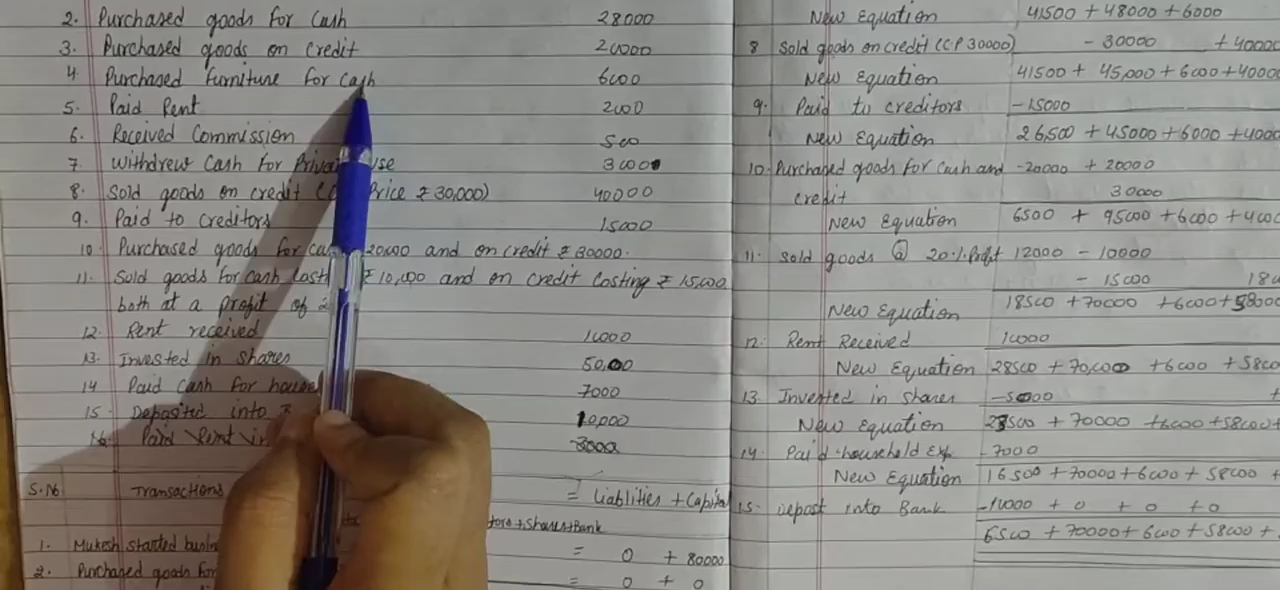 2. Purchased goods for Cash 28000
3. Purchased goods on credit 20000
4. Purchased Furniture for cash 6000
5. Paid Rent 2000
6. Received Commission 500
7. Withdrew Cash for use 3000
8. Sold goods on credit Price ₹ 30,000) 40000
9. Paid to creditors 15000
10. Purchased goods for 20,000 and on credit ₹ 30000.
11. Sold goods for cash ₹ 10,000 and on credit Costing ₹ 15,000
both at a profit of
12. Rent received 10000
13. Invested in shares 5000
14 Paid Cash for 7000
15. Deposited into 10,000
Paid Rent 3000
S.No Transactions = Liablities + Capital
+ Shares + Bank
1. Mukesh started = 0 + 80000
2. Purchased goods for = 0 + 0
New Equation 41500 + 48000 + 6000
8 Sold goods on credit (C.P 30000) - 30000 + 40000
New Equation 41500 + 45,000 + 6000 + 40000
9. Paid to creditors -15000
New Equation 26,500 + 45000 + 6000 +
10. Purchased goods for Cash and -20000 + 20000
credit 30000
New Equation 6500 + 95000 + 6000 +
11. Sold goods @ 20% Profit 12000 - 10000
- 15000
New Equation 18500 + 70000 + 6000 + 58000
12. Rent Received 10000
New Equation 28500 + 70,000 + 6000 +
13. Invested in Shares -5000 +
New Equation 23500 + 70000 + 6000 + 58000 +
14. Paid household Exp - 7000
New Equation 16500 + 70000 + 6000 + 58000 +
15. Deposit into Bank -10000 + 0 + 0 + 0
6500 + 70000 + 6000 + 58000 +